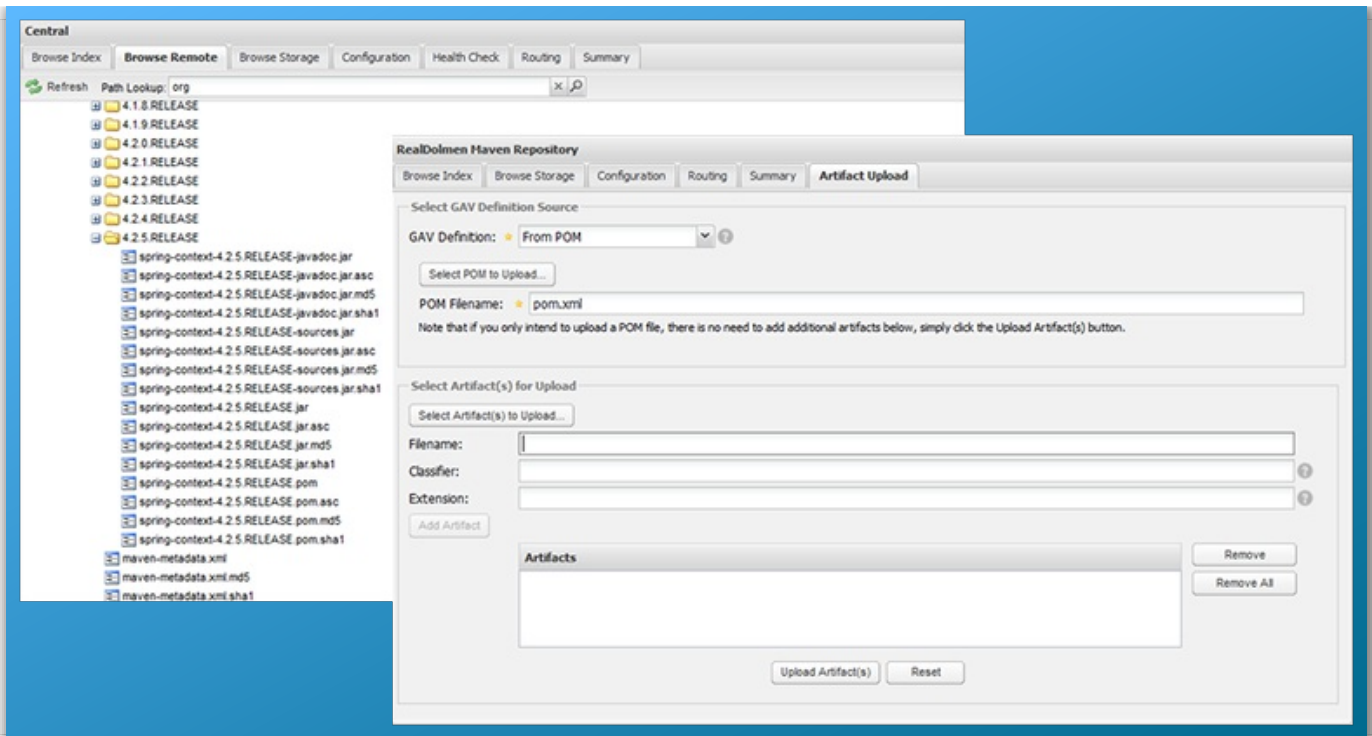 Central
Browse Index Browse Remote Browse Storage Configuration Health Check Routing Summary
Refresh Path Lookup: org
4.1.8.RELEASE
4.1.9.RELEASE
4.2.0.RELEASE
4.2.1.RELEASE
4.2.2.RELEASE
4.2.3.RELEASE
4.2.4.RELEASE
4.2.5.RELEASE
spring-context-4.2.5.RELEASE-javadoc.jar
spring-context-4.2.5.RELEASE-javadoc.jar.asc
spring-context-4.2.5.RELEASE-javadoc.jar.md5
spring-context-4.2.5.RELEASE-javadoc.jar.sha1
spring-context-4.2.5.RELEASE-sources.jar
spring-context-4.2.5.RELEASE-sources.jar.asc
spring-context-4.2.5.RELEASE-sources.jar.md5
spring-context-4.2.5.RELEASE-sources.jar.sha1
spring-context-4.2.5.RELEASE.jar
spring-context-4.2.5.RELEASE.jar.asc
spring-context-4.2.5.RELEASE.jar.md5
spring-context-4.2.5.RELEASE.jar.sha1
spring-context-4.2.5.RELEASE.pom
spring-context-4.2.5.RELEASE.pom.asc
spring-context-4.2.5.RELEASE.pom.md5
spring-context-4.2.5.RELEASE.pom.sha1
maven-metadata.xml
maven-metadata.xml.md5
maven-metadata.xml.sha1
RealDolmen Maven Repository
Browse Index Browse Storage Configuration Routing Summary Artifact Upload
Select GAV Definition Source
GAV Definition: From POM
Select POM to Upload...
POM Filename: pom.xml
Note that if you only intend to upload a POM file, there is no need to add additional artifacts below, simply click the Upload Artifact(s) button.
Select Artifact(s) for Upload
Select Artifact(s) to Upload...
Filename:
Classifier:
Extension:
Add Artifact
Artifacts
Remove
Remove All
Upload Artifact(s) Reset